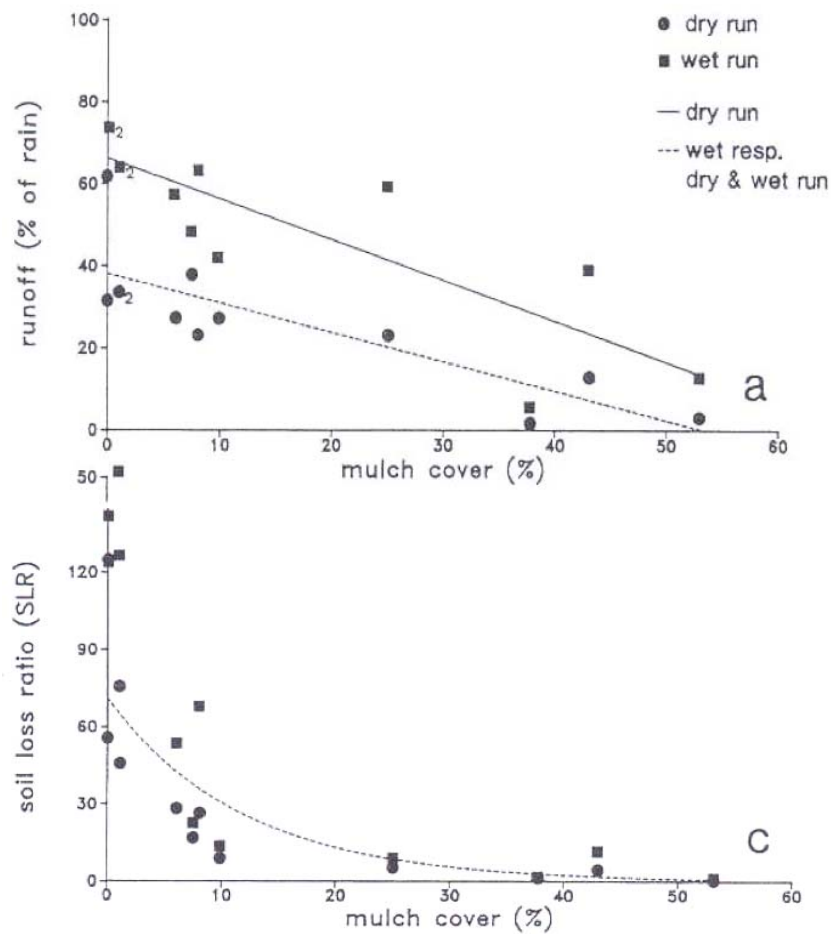 100
80
60
40
20
0
runoff (% of rain)
2
2
2
dry run
wet run
dry run
wet resp.
dry & wet run
a
0 10 20 30 40 50 60
mulch cover (%)
50
120
90
60
30
0
soil loss ratio (SLR)
c
0 10 20 30 40 50 60
mulch cover (%)